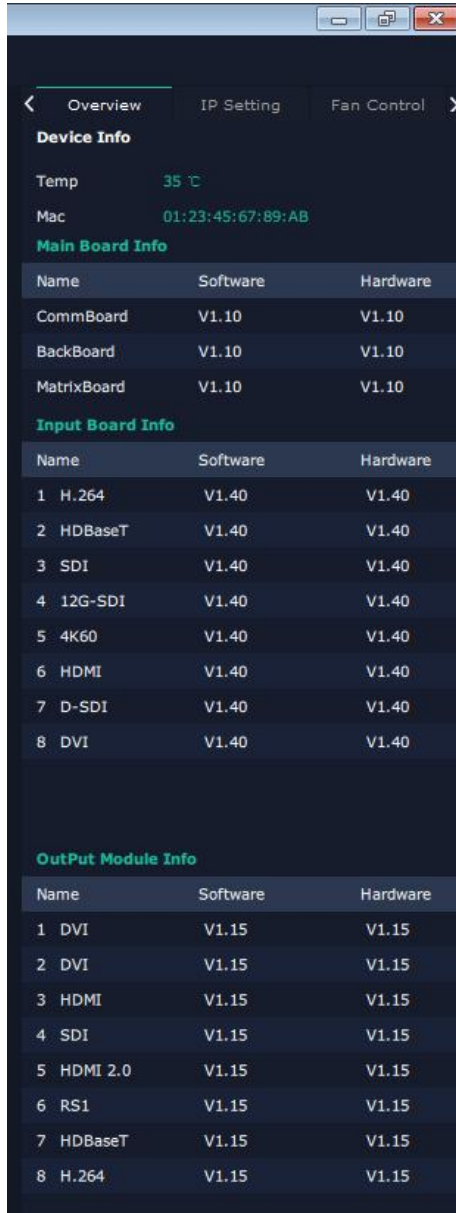 Overview IP Setting Fan Control
Device Info
Temp 35 ℃
Mac 01:23:45:67:89:AB
Main Board Info
Name Software Hardware
CommBoard V1.10 V1.10
BackBoard V1.10 V1.10
MatrixBoard V1.10 V1.10
Input Board Info
Name Software Hardware
1 H.264 V1.40 V1.40
2 HDBaseT V1.40 V1.40
3 SDI V1.40 V1.40
4 12G-SDI V1.40 V1.40
5 4K60 V1.40 V1.40
6 HDMI V1.40 V1.40
7 D-SDI V1.40 V1.40
8 DVI V1.40 V1.40
OutPut Module Info
Name Software Hardware
1 DVI V1.15 V1.15
2 DVI V1.15 V1.15
3 HDMI V1.15 V1.15
4 SDI V1.15 V1.15
5 HDMI 2.0 V1.15 V1.15
6 RS1 V1.15 V1.15
7 HDBaseT V1.15 V1.15
8 H.264 V1.15 V1.15